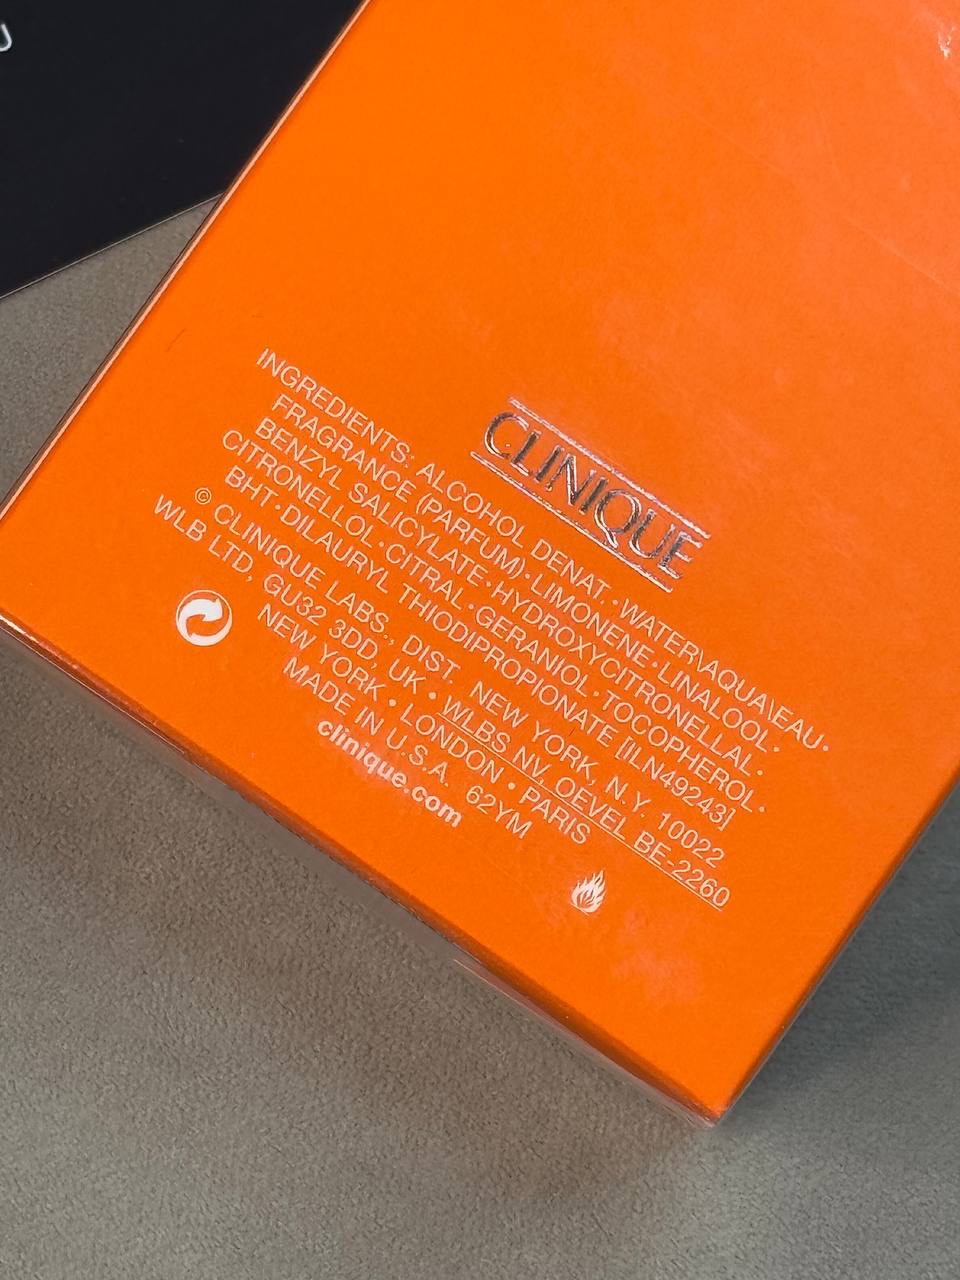 CLINIQUE
INGREDIENTS: ALCOHOL DENAT.•WATER\AQUA\EAU•
FRAGRANCE (PARFUM)•LIMONENE•LINALOOL•
BENZYL SALICYLATE•HYDROXYCITRONELLAL•
CITRONELLOL•CITRAL•GERANIOL•TOCOPHEROL•
BHT•DILAURYL THIODIPROPIONATE [ILN49243]
© CLINIQUE LABS., DIST. NEW YORK, N.Y. 10022
WLB LTD, GU32 3DD, UK • WLBS NV, OEVEL BE-2260
NEW YORK • LONDON • PARIS
MADE IN U.S.A. 62YM
clinique.com